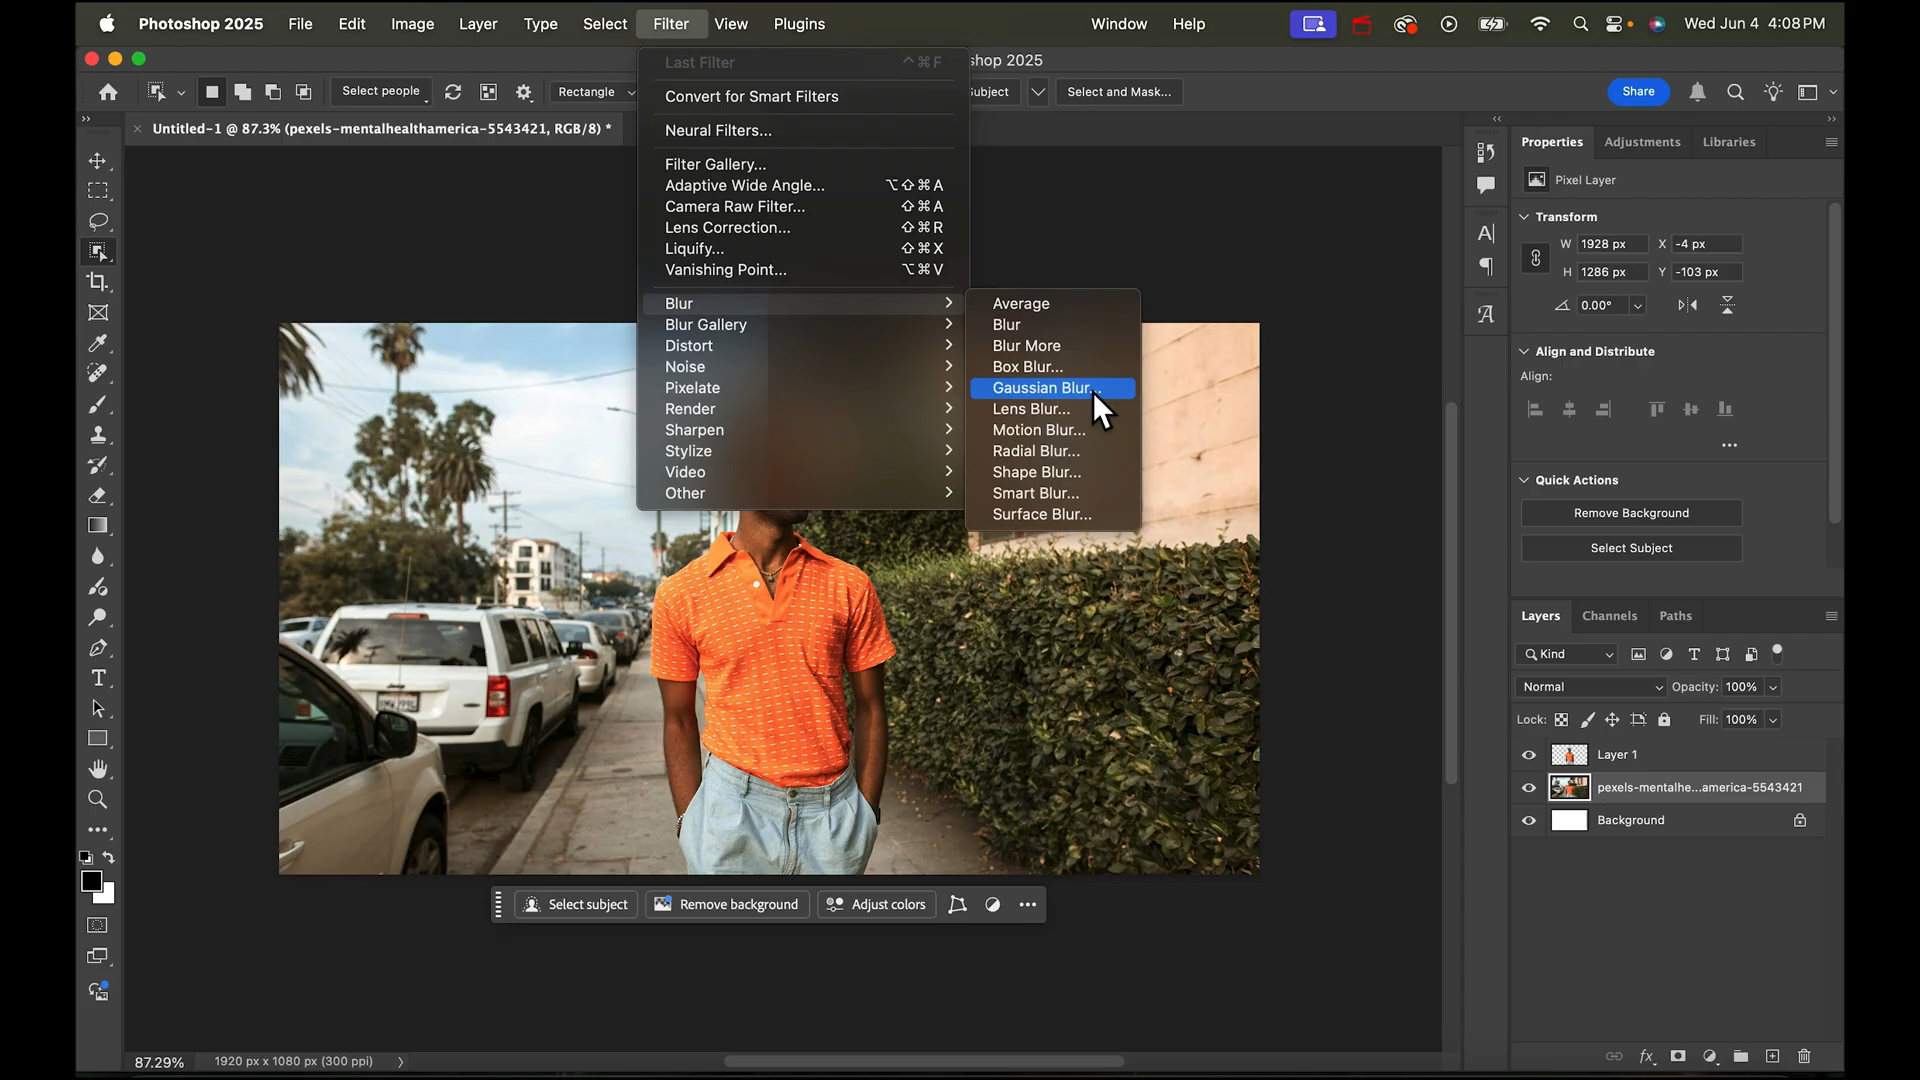 Photoshop 2025 File Edit Image Layer Type Select Filter View Plugins Window Help Wed Jun 4 4:08 PM
shop 2025
Select people Rectangle ubject Select and Mask... Share
Untitled-1 @ 87.3% (pexels-mentalhealthamerica-5543421, RGB/8) *
Last Filter ^⌘F
Convert for Smart Filters
Neural Filters...
Filter Gallery...
Adaptive Wide Angle... ⌥⇧⌘A
Camera Raw Filter... ⇧⌘A
Lens Correction... ⇧⌘R
Liquify... ⇧⌘X
Vanishing Point... ⌥⌘V
Blur
Blur Gallery
Distort
Noise
Pixelate
Render
Sharpen
Stylize
Video
Other
Average
Blur
Blur More
Box Blur...
Gaussian Blur...
Lens Blur...
Motion Blur...
Radial Blur...
Shape Blur...
Smart Blur...
Surface Blur...
Properties Adjustments Libraries
Pixel Layer
Transform
W 1928 px X -4 px
H 1286 px Y -103 px
0.00°
Align and Distribute
Align:
Quick Actions
Remove Background
Select Subject
Layers Channels Paths
Kind
Normal Opacity: 100%
Lock: Fill: 100%
Layer 1
pexels-mentalhe...america-5543421
Background
Select subject Remove background Adjust colors
87.29% 1920 px x 1080 px (300 ppi)